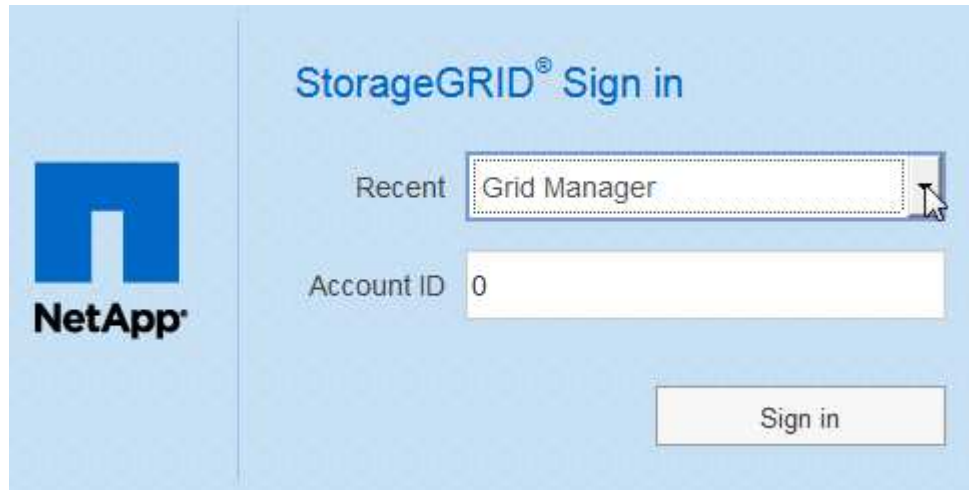 StorageGRID® Sign in
Recent Grid Manager
Account ID 0
NetApp®
Sign in